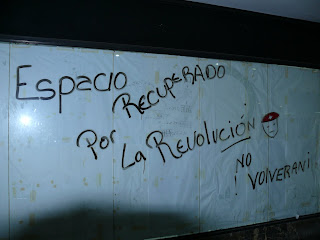 Espacio
RECUPERADO
Por La Revolución
NO
¡ VOLVERAN ¡